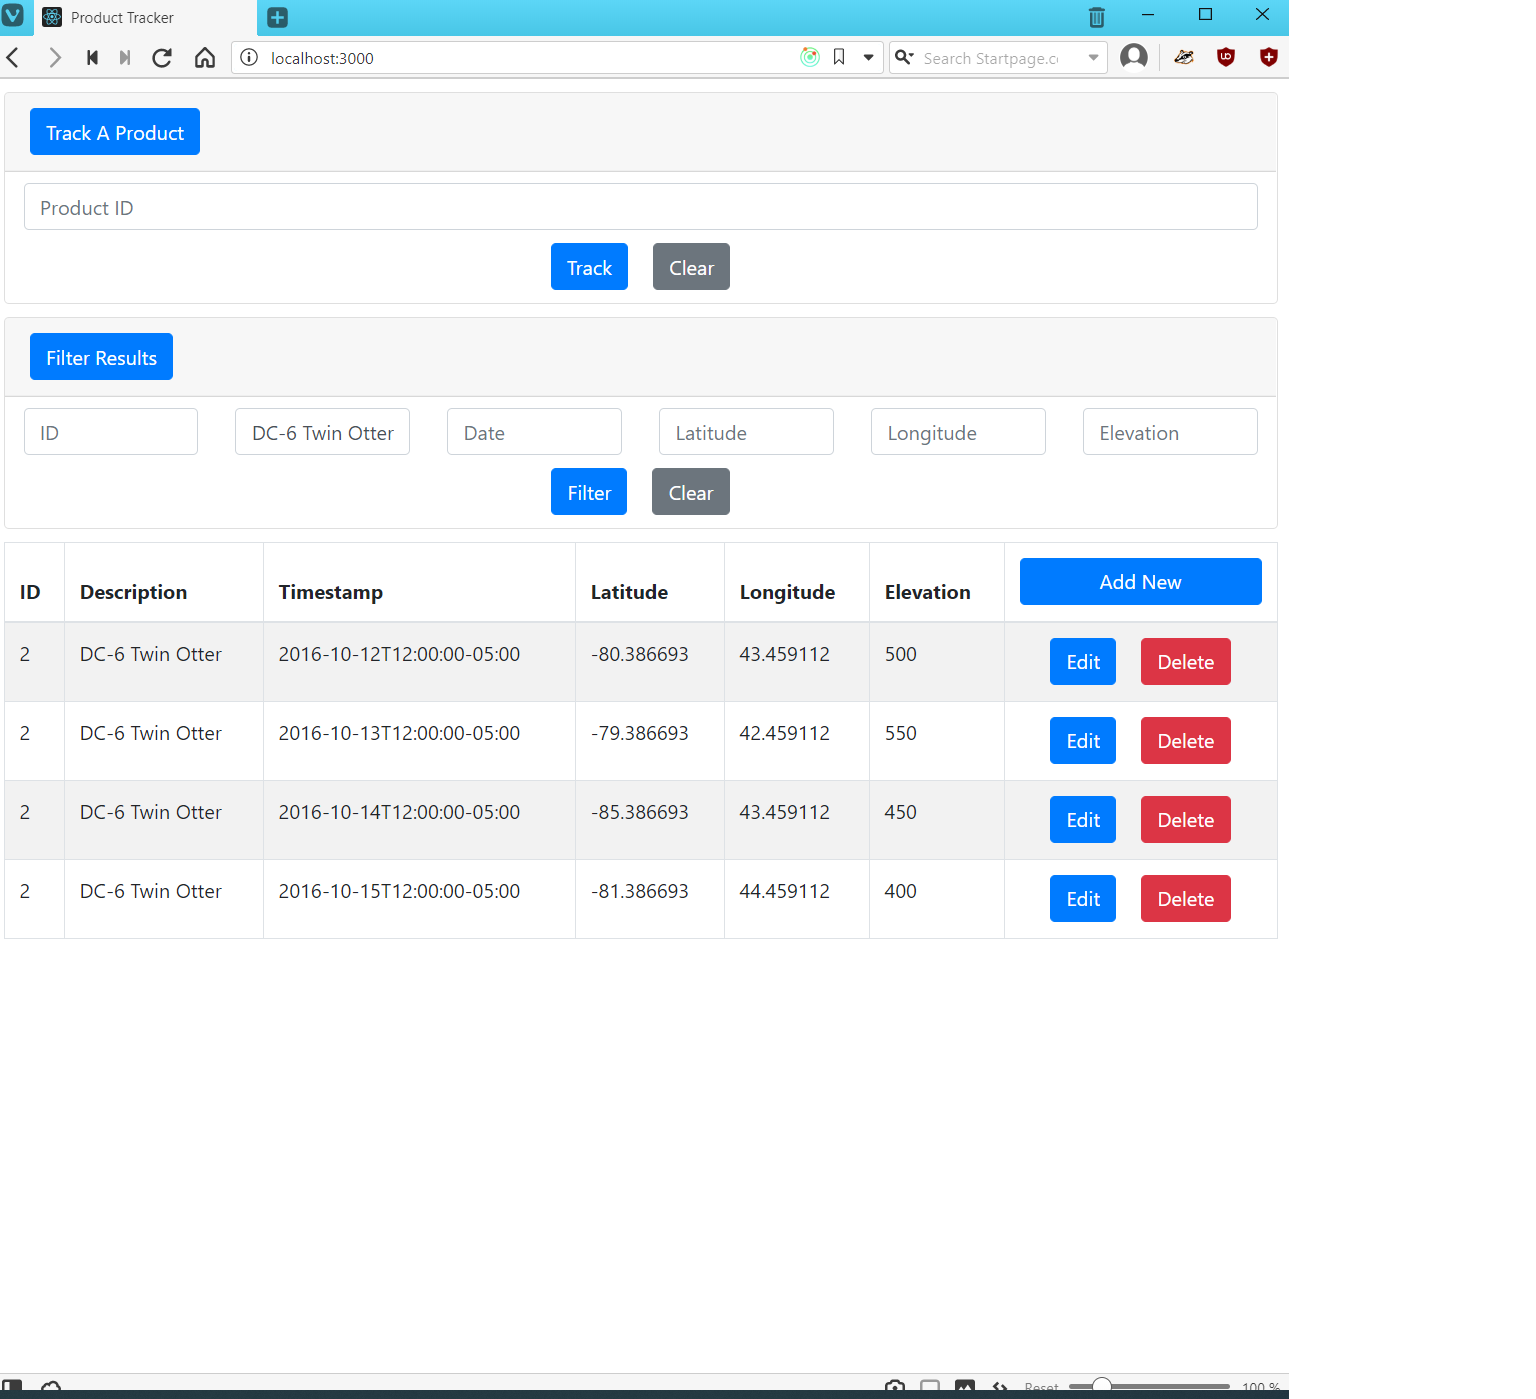 Product Tracker
localhost:3000
Search Startpage.c
Track A Product
Product ID
Track Clear
Filter Results
ID DC-6 Twin Otter Date Latitude Longitude Elevation
Filter Clear
ID Description Timestamp Latitude Longitude Elevation Add New
2 DC-6 Twin Otter 2016-10-12T12:00:00-05:00 -80.386693 43.459112 500 Edit Delete
2 DC-6 Twin Otter 2016-10-13T12:00:00-05:00 -79.386693 42.459112 550 Edit Delete
2 DC-6 Twin Otter 2016-10-14T12:00:00-05:00 -85.386693 43.459112 450 Edit Delete
2 DC-6 Twin Otter 2016-10-15T12:00:00-05:00 -81.386693 44.459112 400 Edit Delete
Reset 100 %